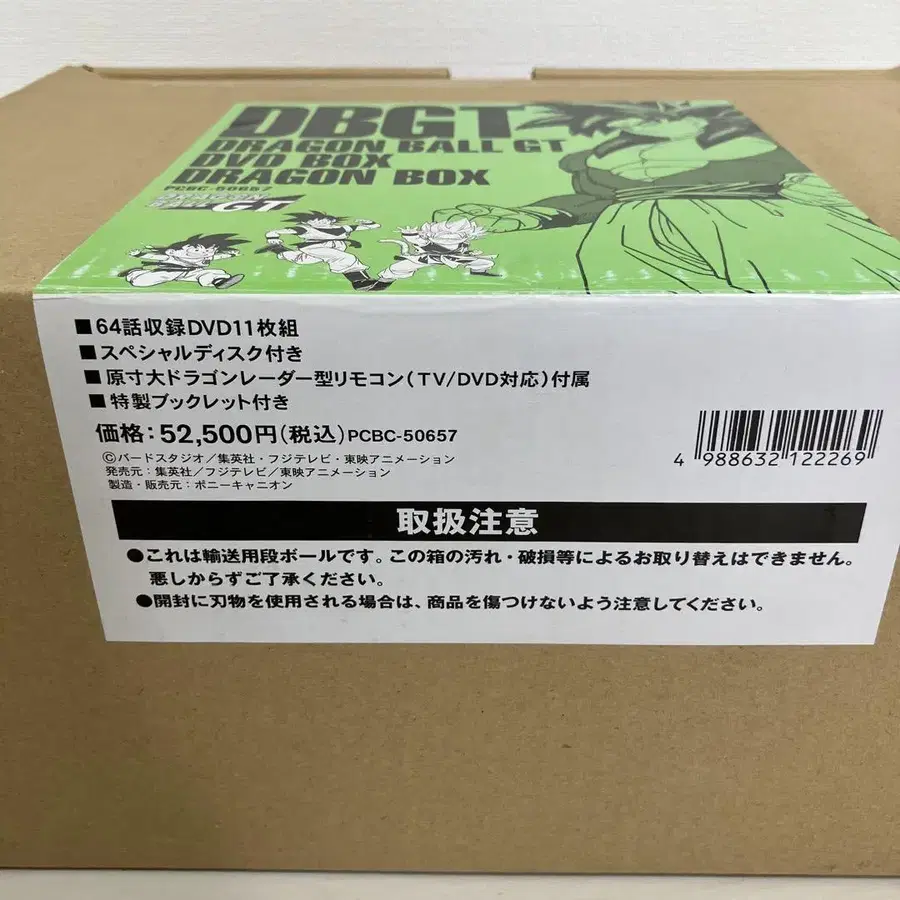 DBGT
DRAGON BALL GT
DVD BOX
DRAGON BOX
PCBC-50657
GT
■64話収録DVD11枚組
■スペシャルディスク付き
■原寸大ドラゴンレーダー型リモコン(TV/DVD対応)付属
■特製ブックレット付き
価格:52,500円(税込)PCBC-50657
©バードスタジオ/集英社・フジテレビ・東映アニメーション
発売元:集英社/フジテレビ/東映アニメーション
製造・販売元:ポニーキャニオン
4 988632 122269
取扱注意
●これは輸送用段ボールです。この箱の汚れ・破損等によるお取り替えはできません。
悪しからずご了承ください。
●開封に刃物を使用される場合は、商品を傷つけないよう注意してください。